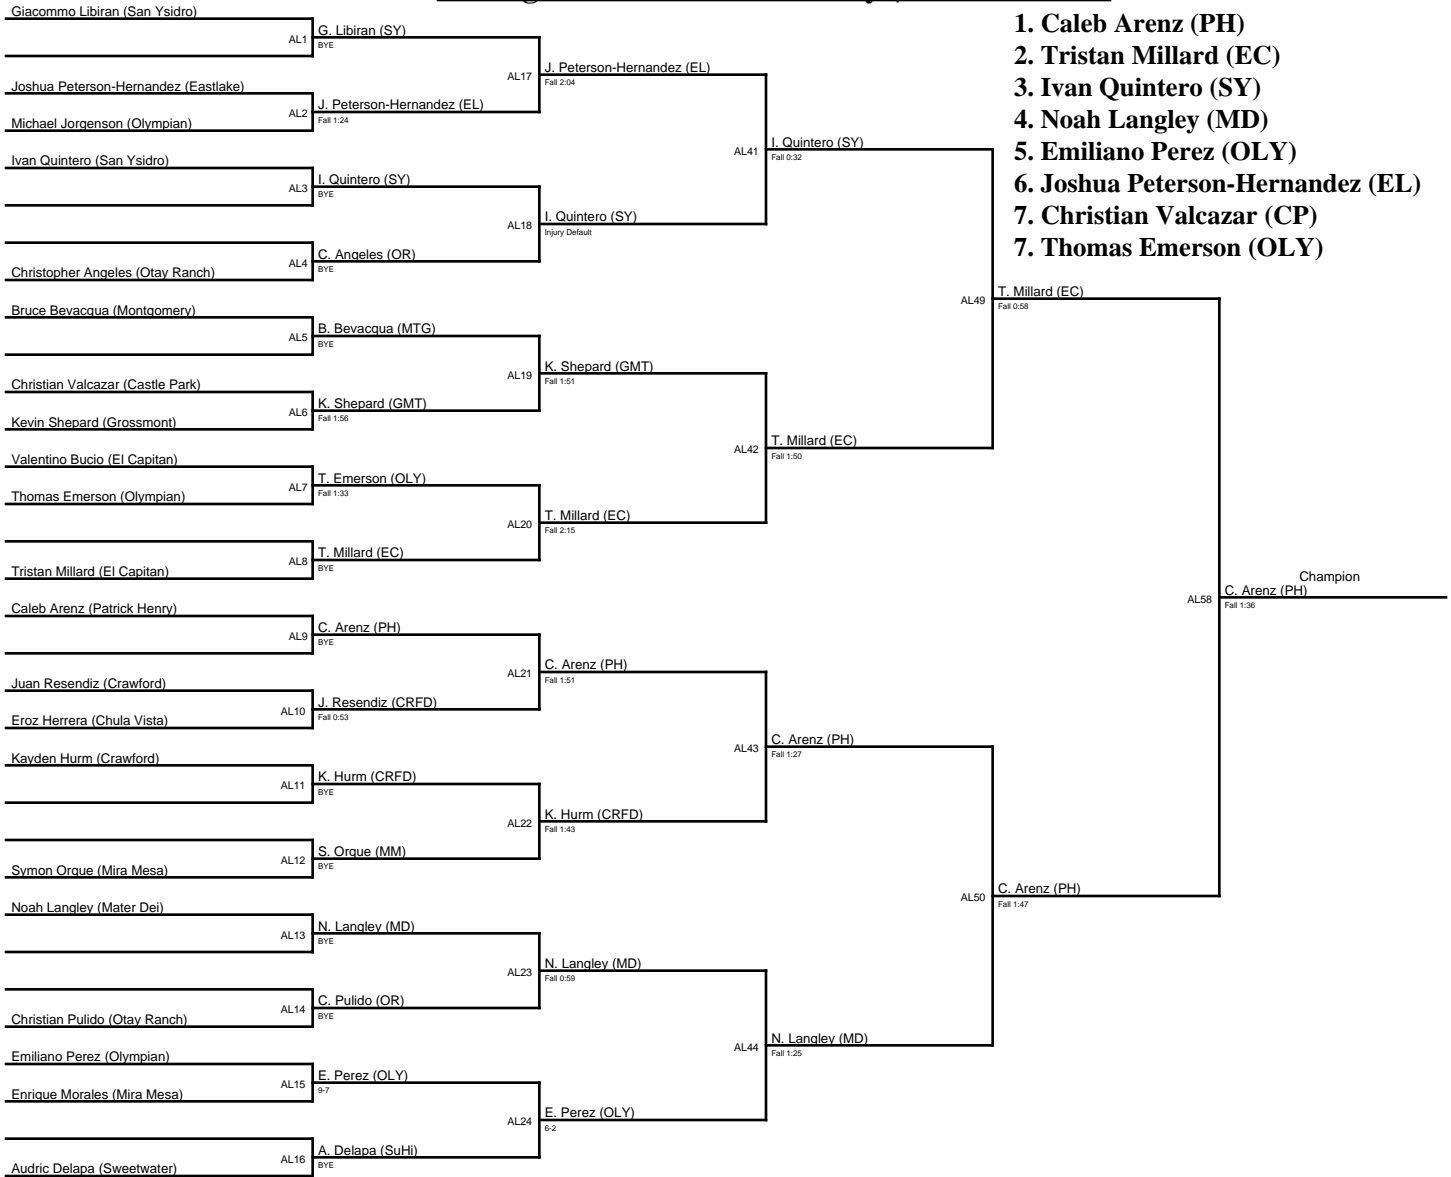 1. Caleb Arenz (PH)
2. Tristan Millard (EC)
3. Ivan Quintero (SY)
4. Noah Langley (MD)
5. Emiliano Perez (OLY)
6. Joshua Peterson-Hernandez (EL)
7. Christian Valcazar (CP)
7. Thomas Emerson (OLY)
Giacommo Libiran (San Ysidro)
Joshua Peterson-Hernandez (Eastlake)
Michael Jorgenson (Olympian)
Ivan Quintero (San Ysidro)
Christopher Angeles (Otay Ranch)
Bruce Bevacqua (Montgomery)
Christian Valcazar (Castle Park)
Kevin Shepard (Grossmont)
Valentino Bucio (El Capitan)
Thomas Emerson (Olympian)
Tristan Millard (El Capitan)
Caleb Arenz (Patrick Henry)
Juan Resendiz (Crawford)
Eroz Herrera (Chula Vista)
Kayden Hurm (Crawford)
Symon Orque (Mira Mesa)
Noah Langley (Mater Dei)
Christian Pulido (Otay Ranch)
Emiliano Perez (Olympian)
Enrique Morales (Mira Mesa)
Audric Delapa (Sweetwater)
AL1
G. Libiran (SY)
BYE
AL2
J. Peterson-Hernandez (EL)
Fall 1:24
AL3
I. Quintero (SY)
BYE
AL4
C. Angeles (OR)
BYE
AL5
B. Bevacqua (MTG)
BYE
AL6
K. Shepard (GMT)
Fall 1:56
AL7
T. Emerson (OLY)
Fall 1:33
AL8
T. Millard (EC)
BYE
AL9
C. Arenz (PH)
BYE
AL10
J. Resendiz (CRFD)
Fall 0:53
AL11
K. Hurm (CRFD)
BYE
AL12
S. Orque (MM)
BYE
AL13
N. Langley (MD)
BYE
AL14
C. Pulido (OR)
BYE
AL15
E. Perez (OLY)
9-7
AL16
A. Delapa (SuHi)
BYE
AL17
J. Peterson-Hernandez (EL)
Fall 2:04
AL18
I. Quintero (SY)
Injury Default
AL19
K. Shepard (GMT)
Fall 1:51
AL20
T. Millard (EC)
Fall 2:15
AL21
C. Arenz (PH)
Fall 1:51
AL22
K. Hurm (CRFD)
Fall 1:43
AL23
N. Langley (MD)
Fall 0:59
AL24
E. Perez (OLY)
6-2
AL41
I. Quintero (SY)
Fall 0:32
AL42
T. Millard (EC)
Fall 1:50
AL43
C. Arenz (PH)
Fall 1:27
AL44
N. Langley (MD)
Fall 1:25
AL49
T. Millard (EC)
Fall 0:58
AL50
C. Arenz (PH)
Fall 1:47
AL58
Champion
C. Arenz (PH)
Fall 1:36